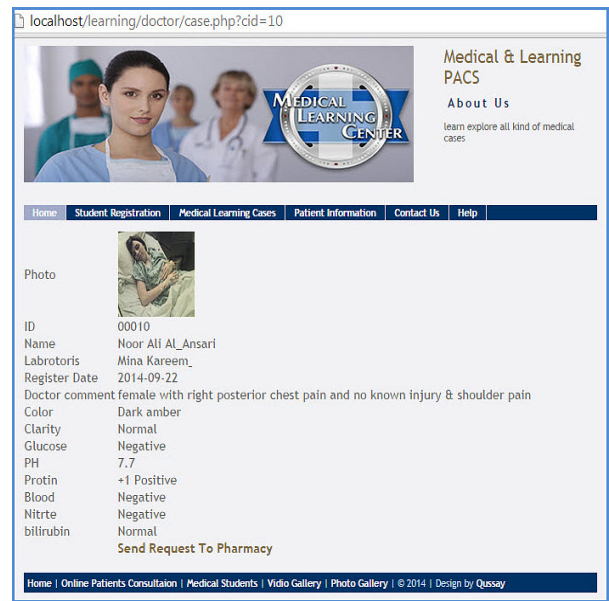 localhost/learning/doctor/case.php?cid=10
MEDICAL
LEARNING
CENTER
Medical & Learning
PACS
About Us
learn explore all kind of medical
cases
Home Student Registration Medical Learning Cases Patient Information Contact Us Help
Photo
ID 00010
Name Noor Ali Al_Ansari
Labrotoris Mina Kareem_
Register Date 2014-09-22
Doctor comment female with right posterior chest pain and no known injury & shoulder pain
Color Dark amber
Clarity Normal
Glucose Negative
PH 7.7
Protin +1 Positive
Blood Negative
Nitrte Negative
bilirubin Normal
Send Request To Pharmacy
Home | Online Patients Consultaion | Medical Students | Vidio Gallery | Photo Gallery | © 2014 | Design by Qussay